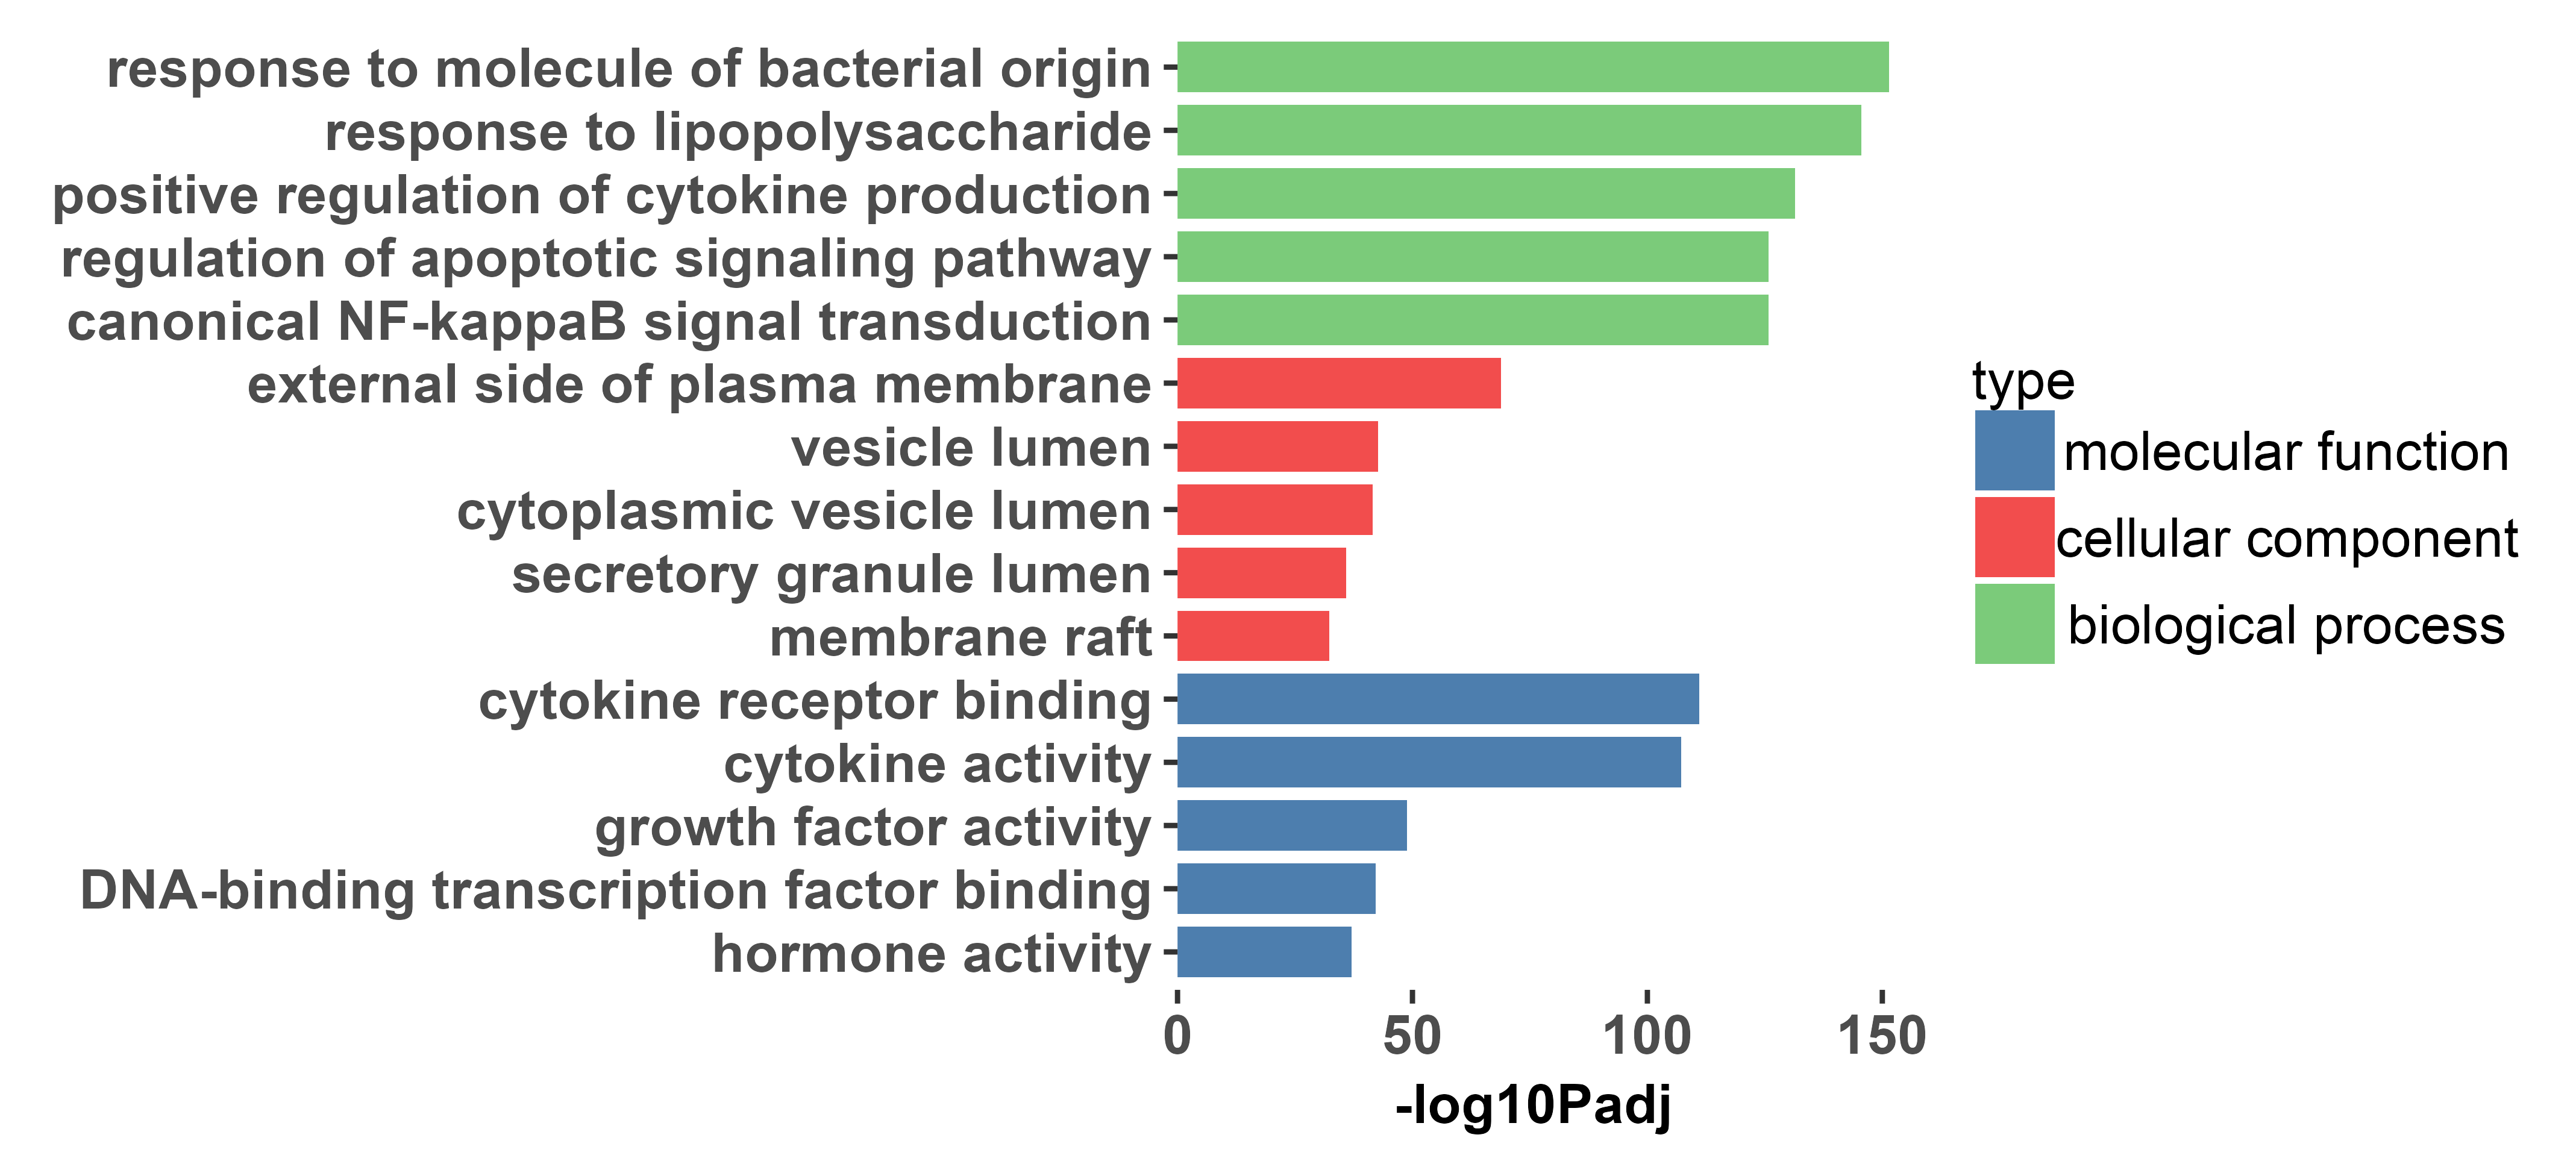 response to molecule of bacterial origin
response to lipopolysaccharide
positive regulation of cytokine production
regulation of apoptotic signaling pathway
canonical NF-kappaB signal transduction
external side of plasma membrane
vesicle lumen
cytoplasmic vesicle lumen
secretory granule lumen
membrane raft
cytokine receptor binding
cytokine activity
growth factor activity
DNA-binding transcription factor binding
hormone activity
0 50 100 150
-log10Padj
type
molecular function
cellular component
biological process